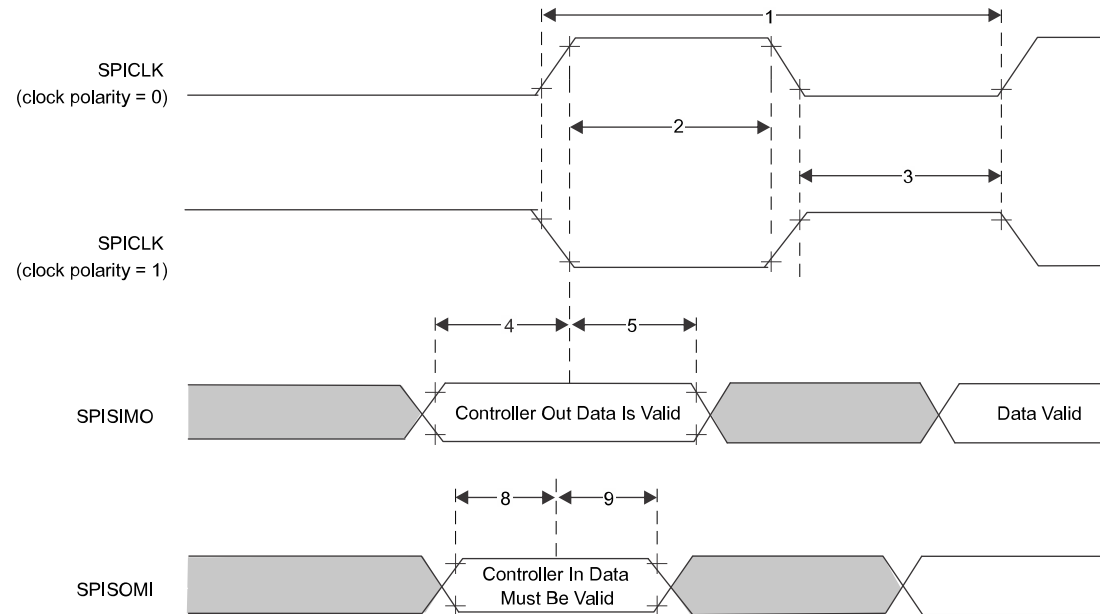 1
SPICLK
(clock polarity = 0)
2
3
SPICLK
(clock polarity = 1)
4
5
SPISIMO
Controller Out Data Is Valid
Data Valid
8
9
SPISOMI
Controller In Data
Must Be Valid